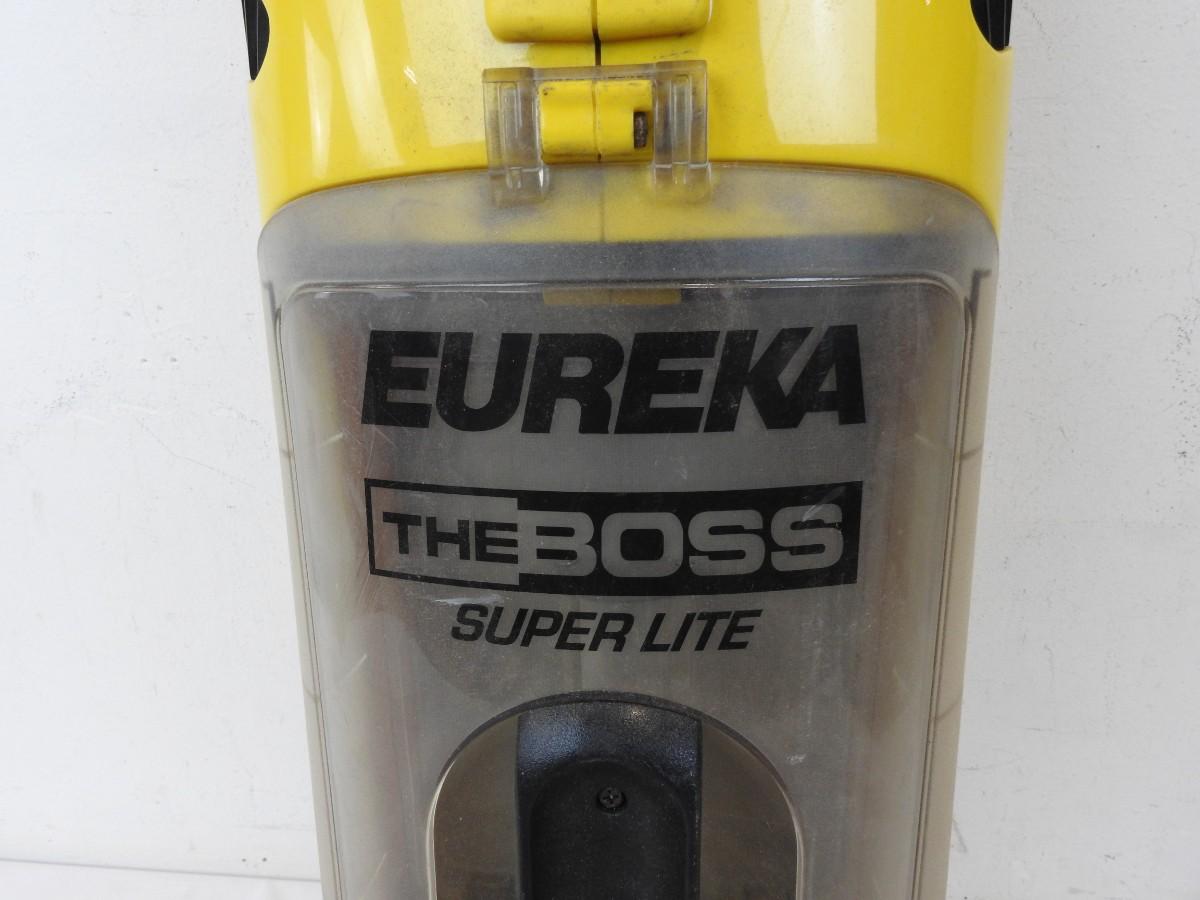 EUREKA
THE BOSS
SUPER LITE